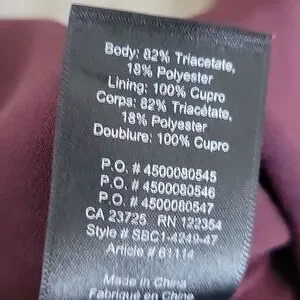 Body: 82% Triacetate,
18% Polyester
Lining: 100% Cupro
Corps: 82% Triacétate,
18% Polyester
Doublure: 100% Cupro
P.O. # 4500080545
P.O. # 4500080546
P.O. # 4500080547
CA 23725 RN 122354
Style # SBC1-4249-47
Article # 61114
Made in China
Fabriqué en Chine